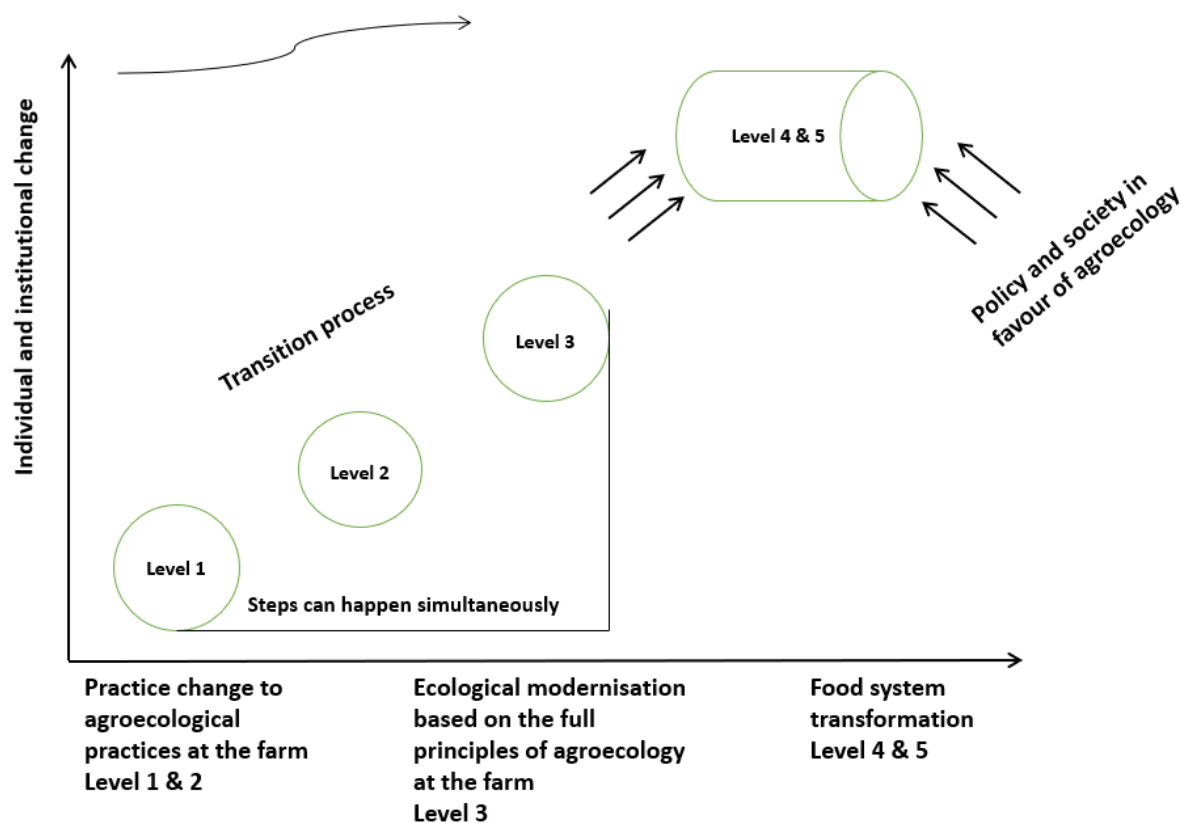 Individual and institutional change
Level 4 & 5
Policy and society in
favour of agroecology
Transition process
Level 3
Level 2
Level 1
Steps can happen simultaneously
Practice change to
agroecological
practices at the farm
Level 1 & 2
Ecological modernisation
based on the full
principles of agroecology
at the farm
Level 3
Food system
transformation
Level 4 & 5